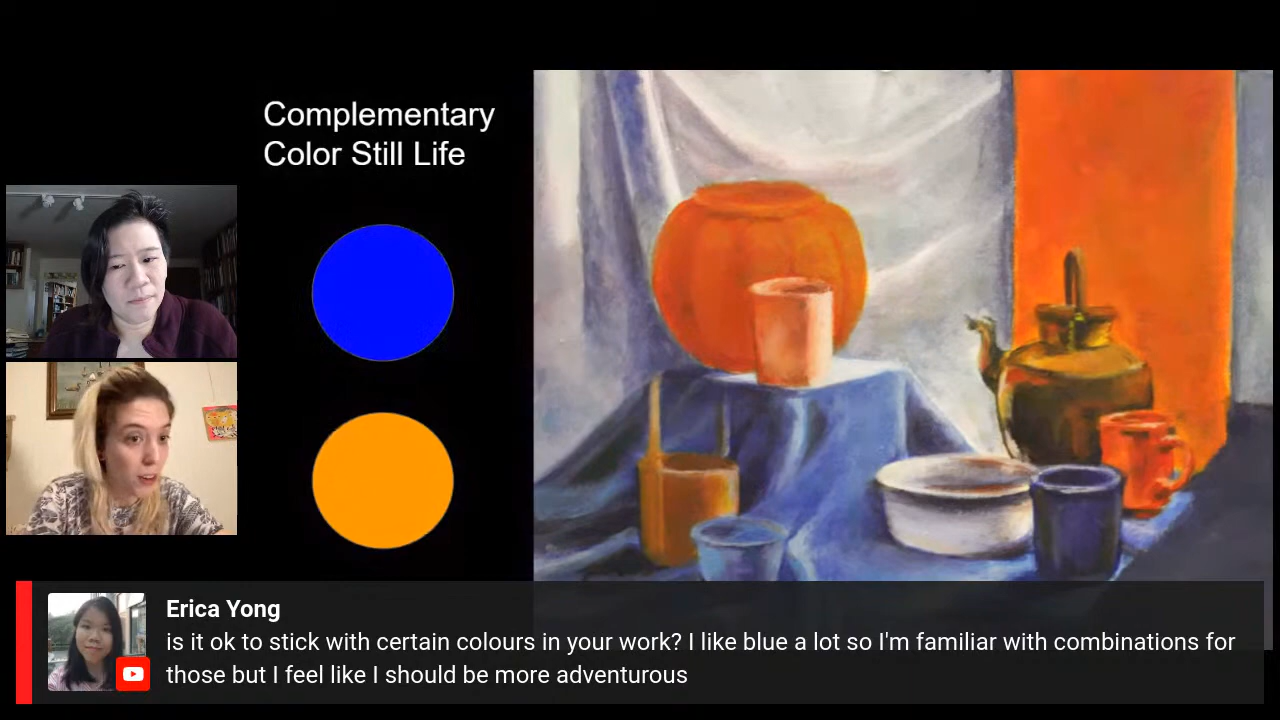 Complementary
Color Still Life
Erica Yong
is it ok to stick with certain colours in your work? I like blue a lot so I'm familiar with combinations for
those but I feel like I should be more adventurous